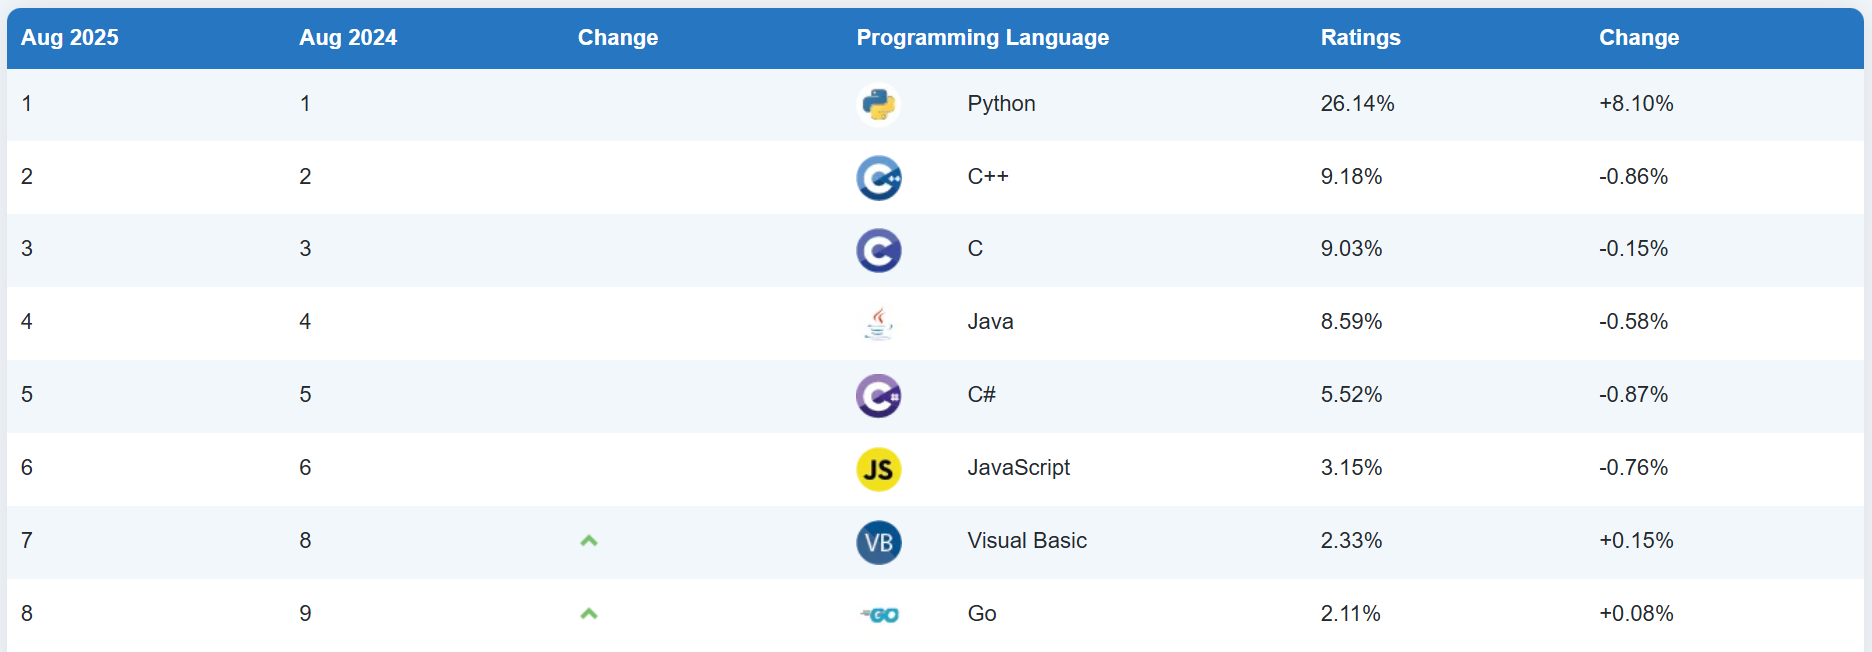 Aug 2025 Aug 2024 Change Programming Language Ratings Change
1 1 Python 26.14% +8.10%
2 2 C++ C++ 9.18% -0.86%
3 3 C C 9.03% -0.15%
4 4 Java 8.59% -0.58%
5 5 C# C# 5.52% -0.87%
6 6 JS JavaScript 3.15% -0.76%
7 8 VB Visual Basic 2.33% +0.15%
8 9 GO Go 2.11% +0.08%